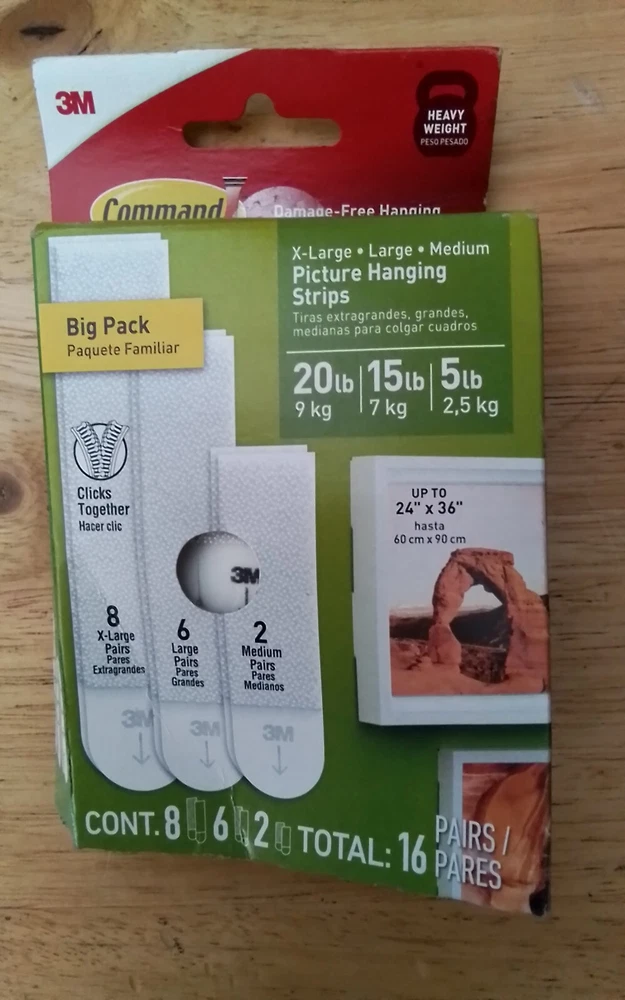 3M
HEAVY
WEIGHT
PESO PESADO
Command
Damage-Free Hanging
X-Large • Large • Medium
Picture Hanging
Strips
Tiras extragrandes, grandes,
medianas para colgar cuadros
20lb 15lb 5lb
9 kg 7 kg 2,5 kg
Big Pack
Paquete Familiar
Clicks
Together
Hacer clic
UP TO
24" x 36"
hasta
60 cm x 90 cm
3M
8
X-Large
Pairs
Pares
Extragrandes
6
Large
Pairs
Pares
Grandes
2
Medium
Pairs
Pares
Medianos
3M
3M
3M
CONT. 8 6 2 TOTAL: 16 PAIRS /
PARES